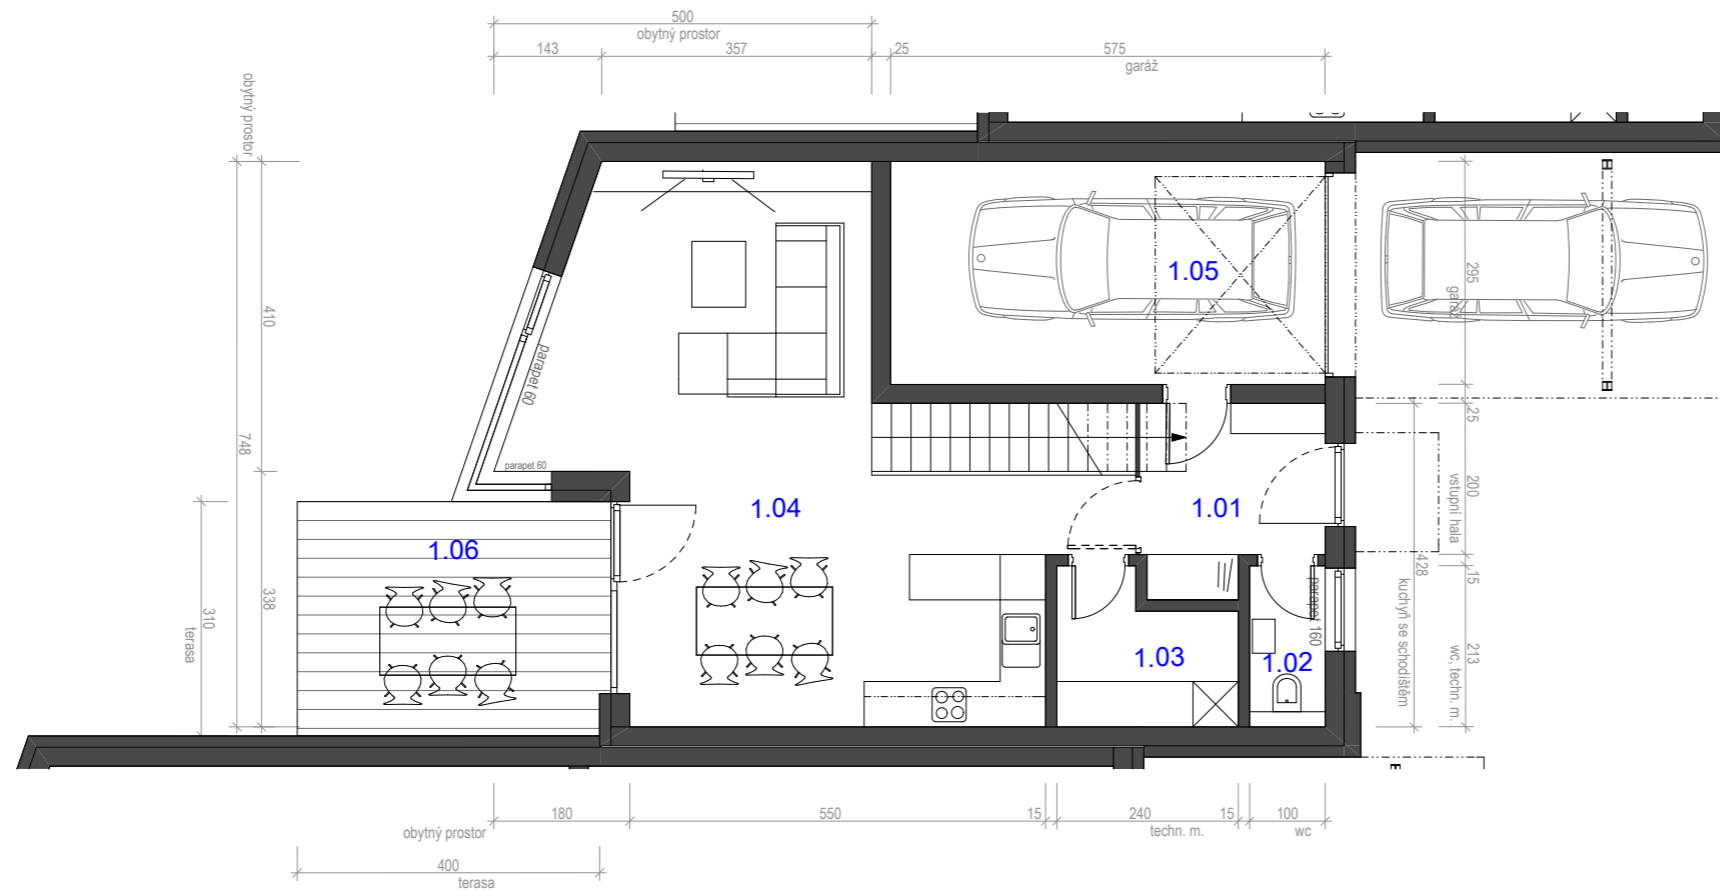 500
obytný prostor
143
357
25
575
garáž
obytný prostor
410
748
338
310
terasa
parapet 60
parapet 60
1.05
295
garáž
25
200
vstupní hala
428
kuchyň se schodištěm
15
213
wc, techn. m.
parapet 160
1.04
1.01
1.06
1.03
1.02
180
550
15
240
15
100
obytný prostor
techn. m.
wc
400
terasa